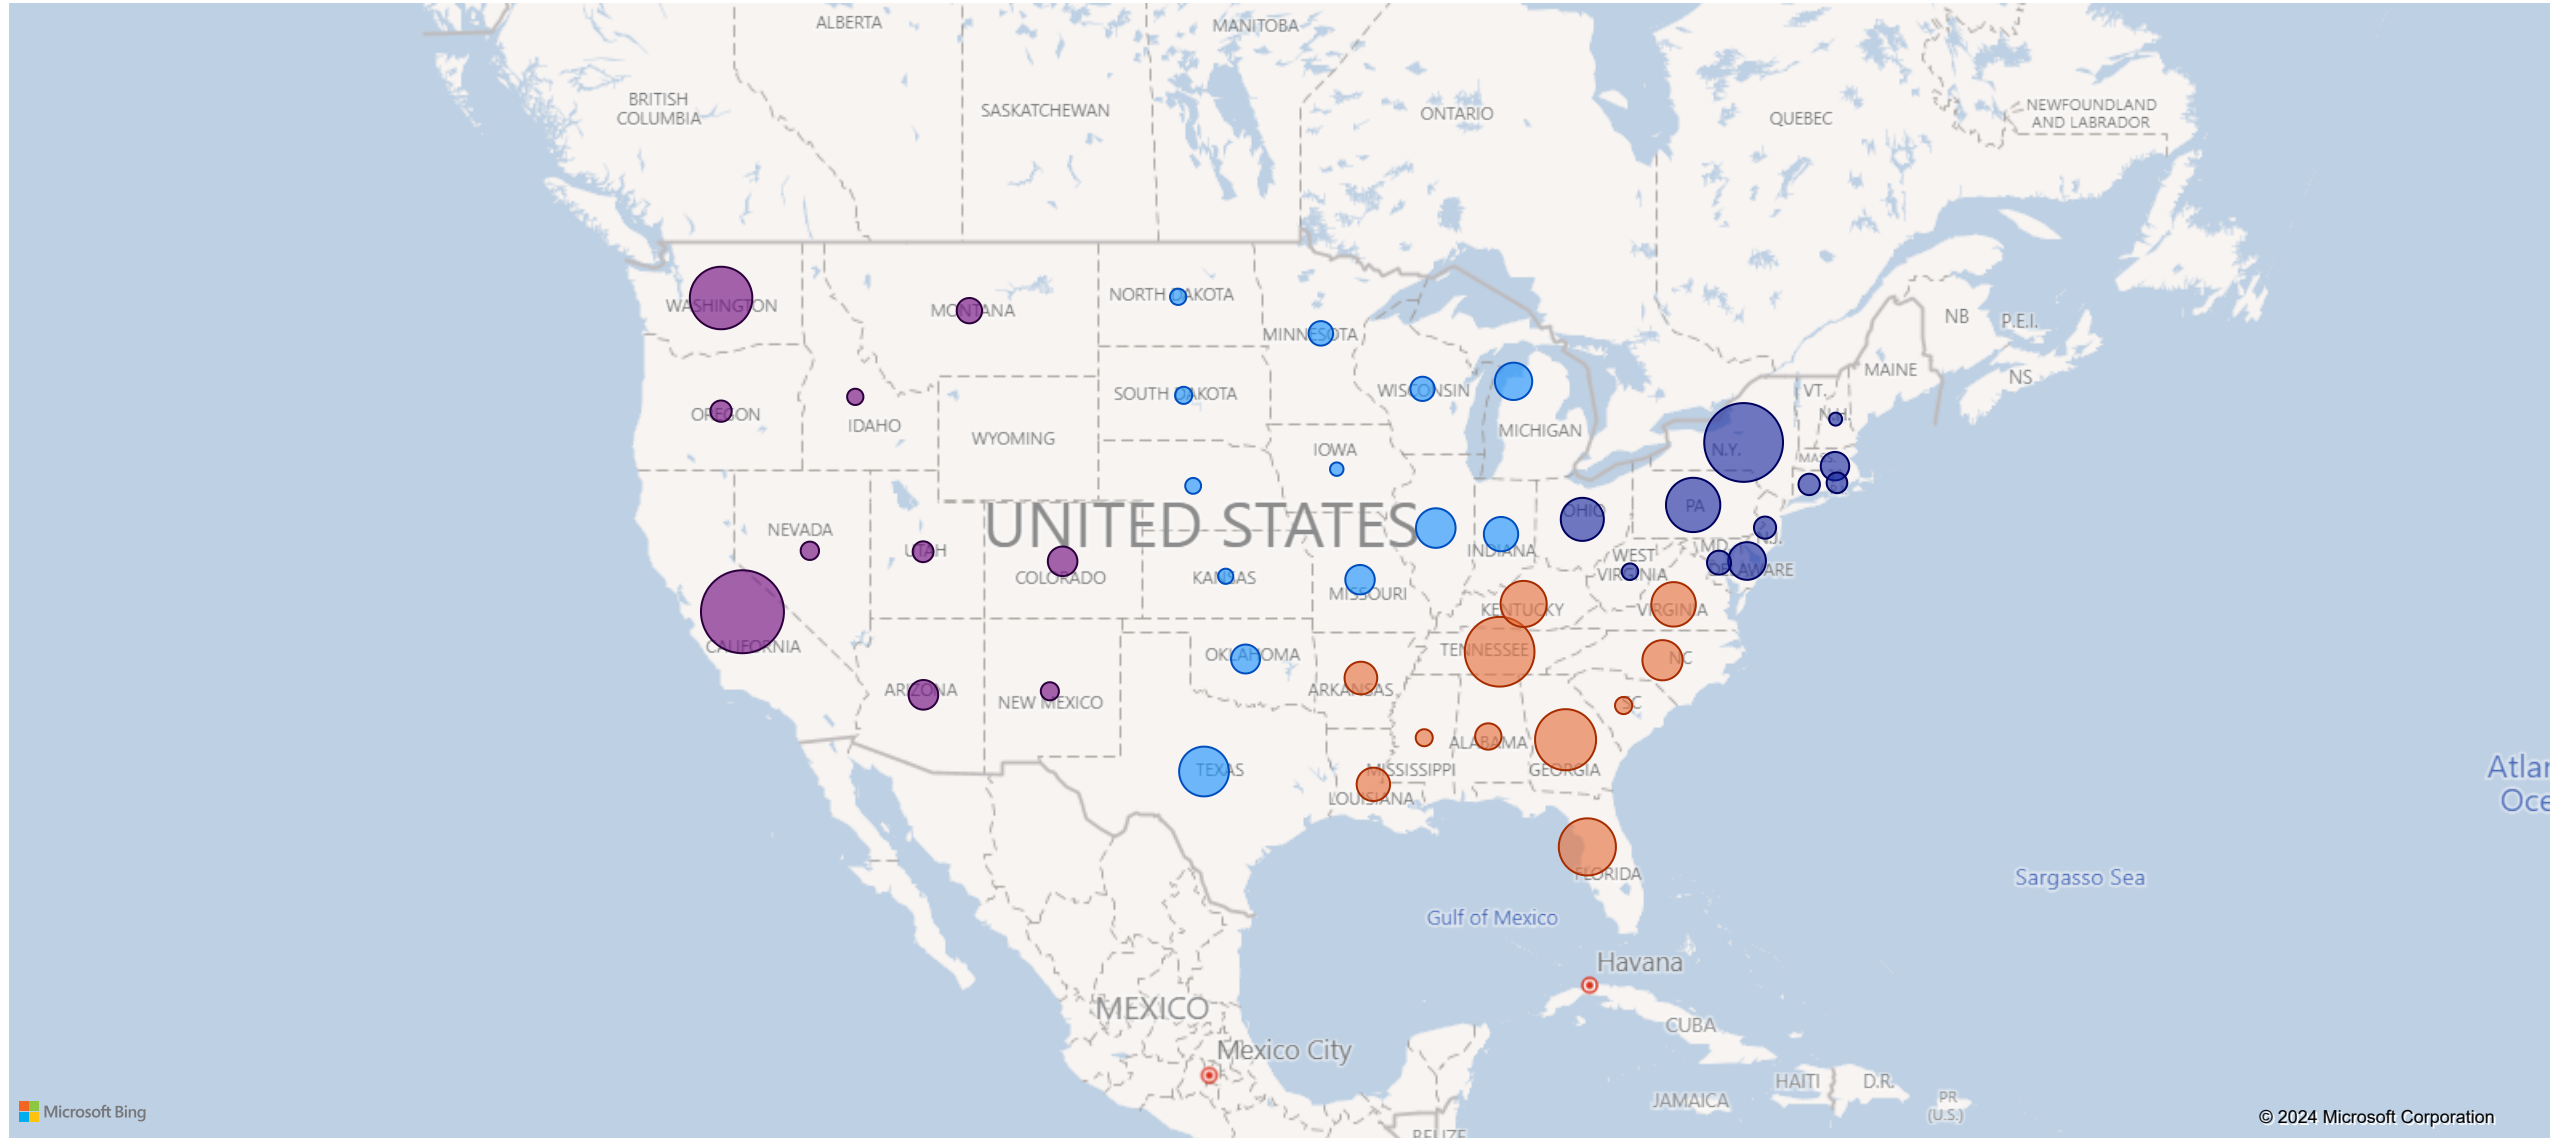 ALBERTA
MANITOBA
BRITISH
COLUMBIA
SASKATCHEWAN
ONTARIO
QUEBEC
NEWFOUNDLAND
AND LABRADOR
WASHINGTON
MONTANA
NORTH DAKOTA
MINNESOTA
NB
P.E.I.
MAINE
NS
OREGON
IDAHO
SOUTH DAKOTA
WISCONSIN
MICHIGAN
VT.
N.H.
WYOMING
IOWA
N.Y.
MASS.
NEVADA
UTAH
UNITED STATES
COLORADO
KANSAS
MISSOURI
INDIANA
OHIO
PA
N.J.
MD
DELAWARE
WEST
VIRGINIA
KENTUCKY
VIRGINIA
CALIFORNIA
OKLAHOMA
TENNESSEE
NC
ARIZONA
NEW MEXICO
ARKANSAS
SC
ALABAMA
TEXAS
MISSISSIPPI
GEORGIA
LOUISIANA
Atlan
Oce
FLORIDA
Sargasso Sea
Gulf of Mexico
Havana
MEXICO
CUBA
Mexico City
HAITI
D.R.
JAMAICA
PR
(U.S.)
Microsoft Bing
© 2024 Microsoft Corporation
BELIZE